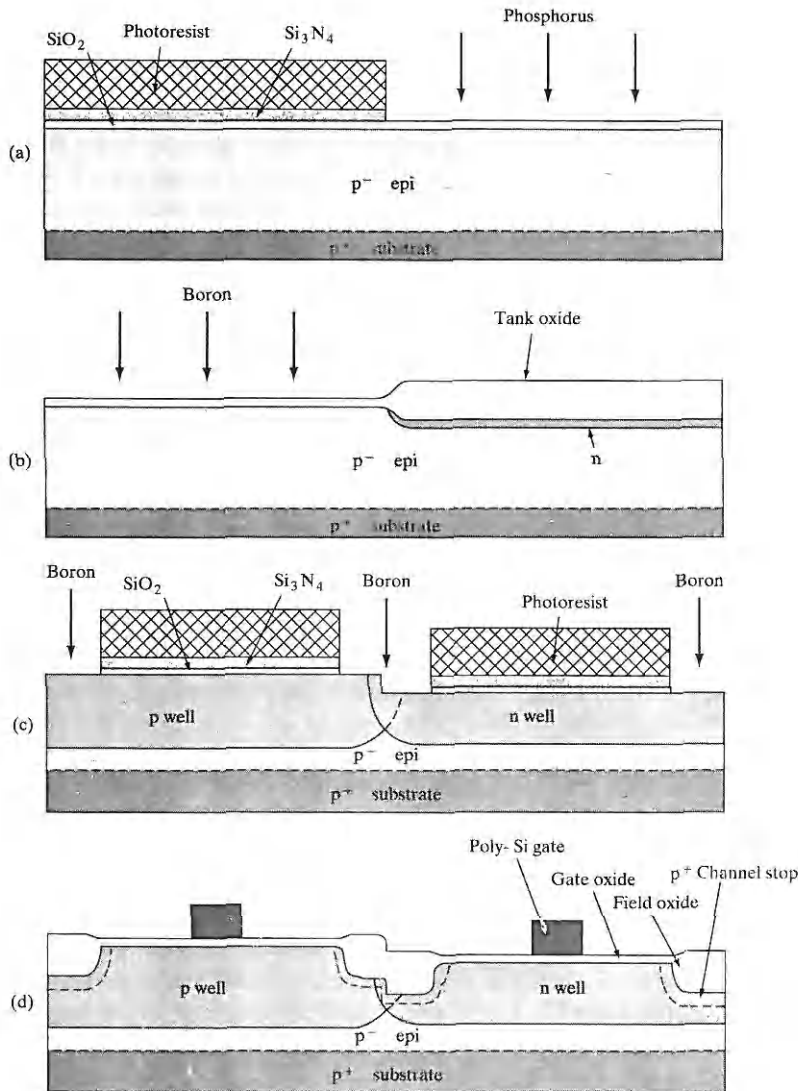 Phosphorus
SiO₂ Photoresist Si₃N₄
(a)
p⁻ epi
p⁺ substrate
Boron
Tank oxide
(b)
p⁻ epi
n
p⁺ substrate
Boron SiO₂ Si₃N₄ Boron Boron
Photoresist
(c)
p well n well
p⁻ epi
p⁺ substrate
Poly-Si gate
p⁺ Channel stop
Gate oxide
Field oxide
(d)
p well n well
p⁻ epi
p⁺ substrate